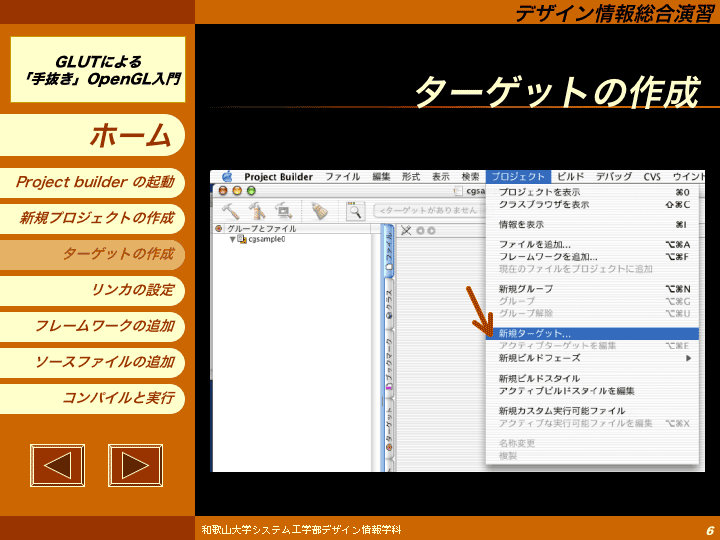 デザイン情報総合演習
GLUTによる
「手抜き」OpenGL入門
ターゲットの作成
ホーム
Project builder の起動
新規プロジェクトの作成
ターゲットの作成
リンカの設定
フレームワークの追加
ソースファイルの追加
コンパイルと実行
Project Builder ファイル 編集 形式 表示 検索 プロジェクト ビルド デバッグ CVS ウイント
cgsa
<ターゲットがありません
グループとファイル
cgsample0
ファイル
クラス
ブックマーク
ターゲット
プロジェクトを表示 ⌘0
クラスブラウザを表示 ⇧⌘C
情報を表示 ⌘I
ファイルを追加... ⌥⌘A
フレームワークを追加... ⌥⌘F
現在のファイルをプロジェクトに追加
新規グループ ⌥⌘N
グループ ⌥⌘G
グループ解除 ⌥⌘U
新規ターゲット...
アクティブターゲットを編集 ⌥⌘E
新規ビルドフェーズ
新規ビルドスタイル
アクティブビルドスタイルを編集
新規カスタム実行可能ファイル
アクティブな実行可能ファイルを編集 ⌥⌘X
名称変更
複製
和歌山大学システム工学部デザイン情報学科
6